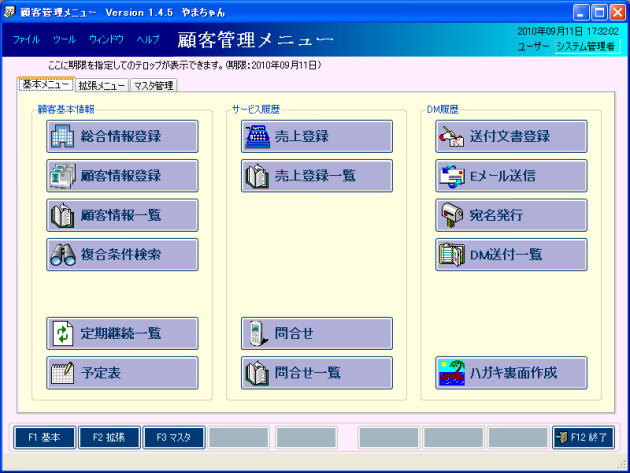 顧客管理メニュー Version 1.4.5 やまちゃん
ファイル ツール ウィンドウ ヘルプ 顧客管理メニュー
2010年09月11日 17:32:02
ユーザー システム管理者
ここに期限を指定してのテロップが表示できます。(期限:2010年09月11日)
基本メニュー 拡張メニュー マスタ管理
顧客基本情報
総合情報登録
顧客情報登録
顧客情報一覧
複合条件検索
定期継続一覧
予定表
サービス履歴
売上登録
売上登録一覧
問合せ
問合せ一覧
DM履歴
送付文書登録
Eメール送信
宛名発行
DM送付一覧
ハガキ裏面作成
F1 基本 F2 拡張 F3 マスタ F12 終了